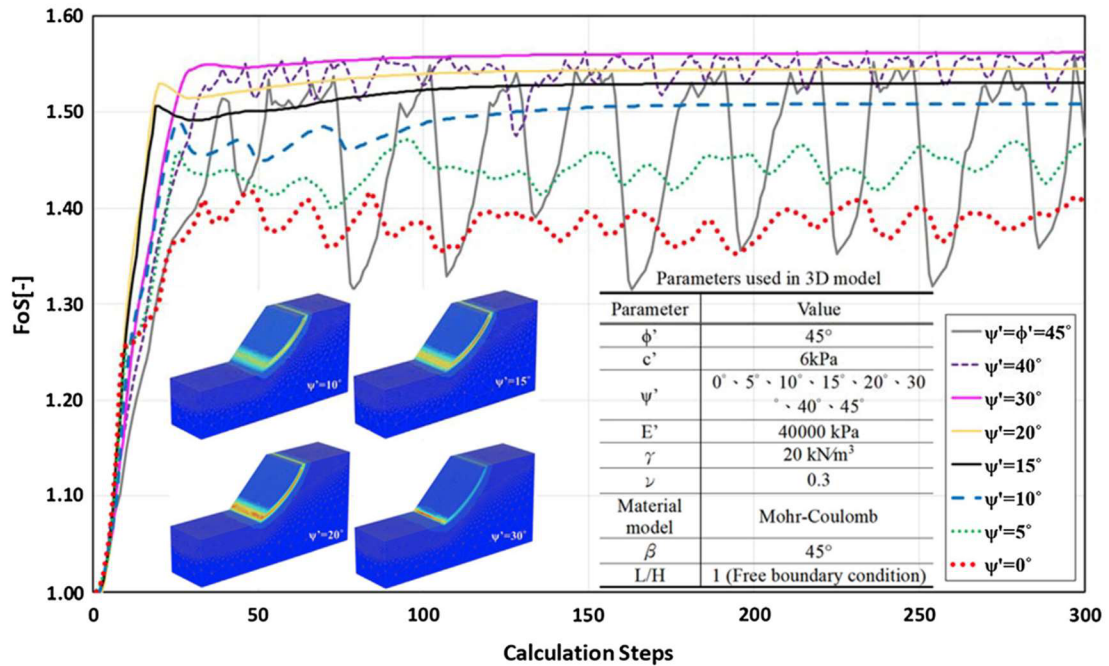 1.60
1.50
1.40
1.30
1.20
1.10
1.00
FoS[-]
0
50
100
150
200
250
300
Calculation Steps
ψ'=10°
ψ'=15°
ψ'=20°
ψ'=30°
Parameters used in 3D model
Parameter Value
ϕ' 45°
c' 6kPa
ψ' 0°、5°、10°、15°、20°、30
°、40°、45°
E' 40000 kPa
γ 20 kN/m³
ν 0.3
Material
model Mohr-Coulomb
β 45°
L/H 1 (Free boundary condition)
ψ'=ϕ'=45°
ψ'=40°
ψ'=30°
ψ'=20°
ψ'=15°
ψ'=10°
ψ'=5°
ψ'=0°